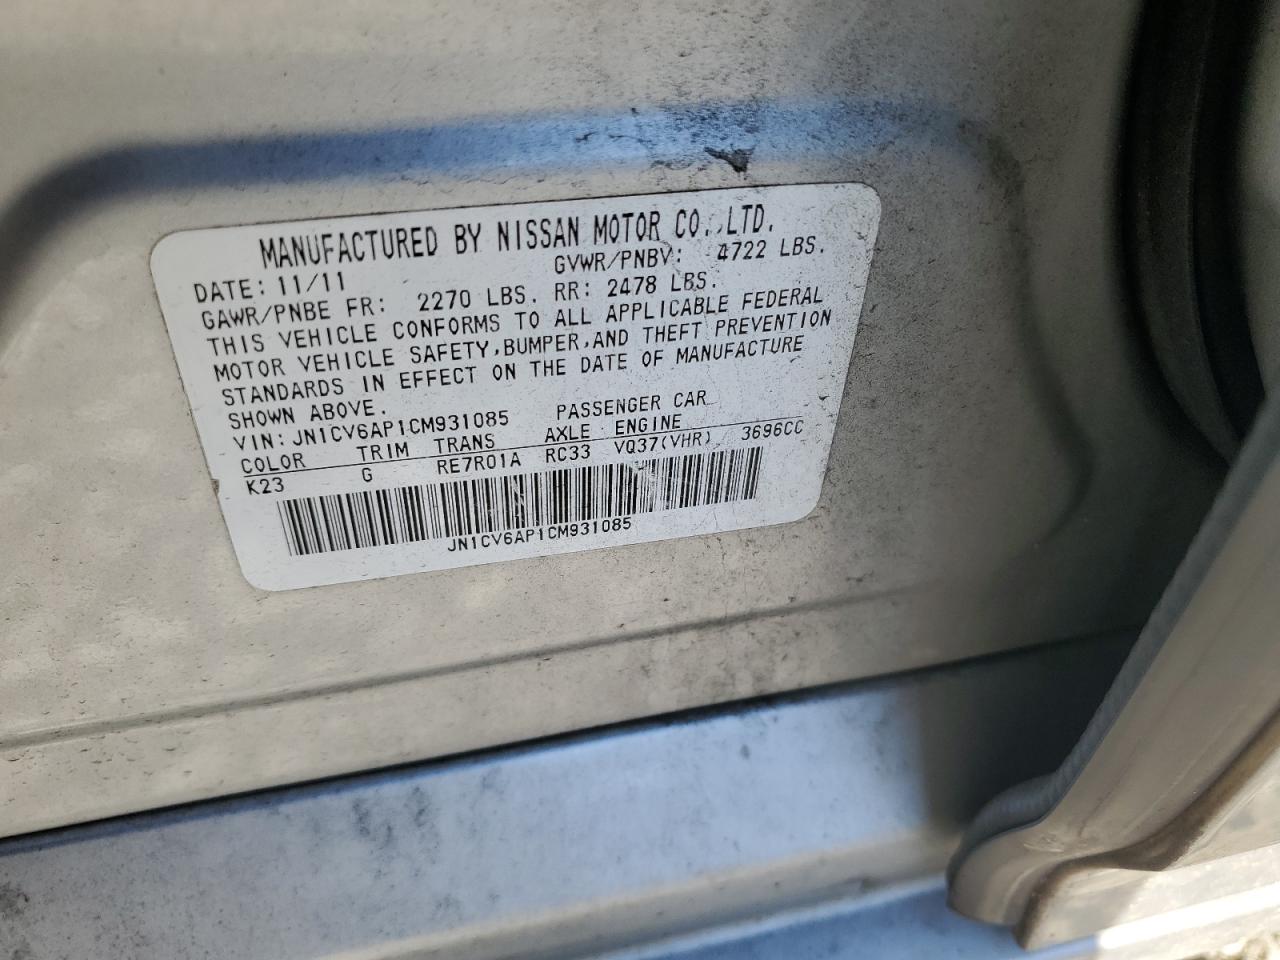 MANUFACTURED BY NISSAN MOTOR CO.,LTD.
DATE: 11/11 GVWR/PNBV: 4722 LBS.
GAWR/PNBE FR: 2270 LBS. RR: 2478 LBS.
THIS VEHICLE CONFORMS TO ALL APPLICABLE FEDERAL
MOTOR VEHICLE SAFETY,BUMPER,AND THEFT PREVENTION
STANDARDS IN EFFECT ON THE DATE OF MANUFACTURE
SHOWN ABOVE.
VIN: JN1CV6AP1CM931085 PASSENGER CAR
COLOR TRIM TRANS AXLE ENGINE
K23 G RE7R01A RC33 VQ37(VHR) 3696CC
JN1CV6AP1CM931085